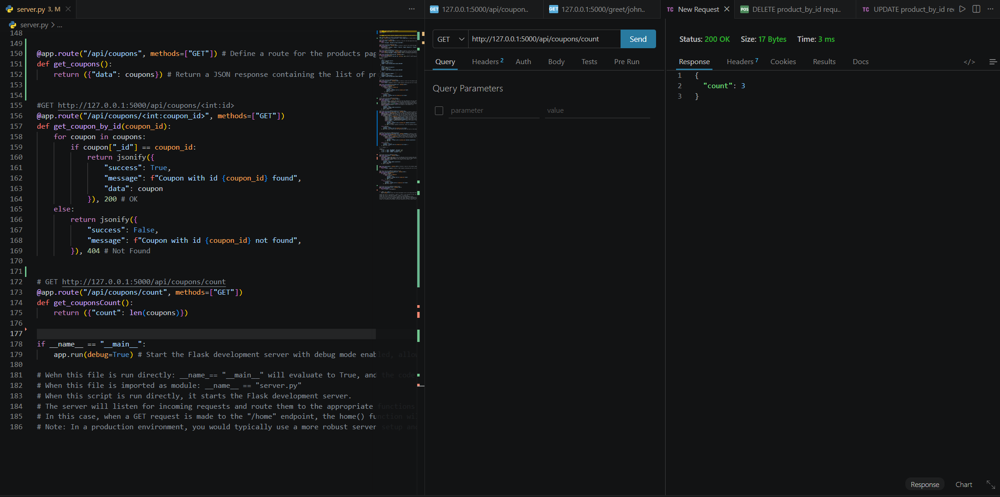 server.py 3, M
server.py > ...
148
149
150 @app.route("/api/coupons", methods=["GET"]) # Define a route for the products pag
151 def get_coupons():
152     return ({"data": coupons}) # Return a JSON response containing the list of pr
153
154
155 #GET http://127.0.0.1:5000/api/coupons/<int:id>
156 @app.route("/api/coupons/<int:coupon_id>", methods=["GET"])
157 def get_coupon_by_id(coupon_id):
158     for coupon in coupons:
159         if coupon["_id"] == coupon_id:
160             return jsonify({
161                 "success": True,
162                 "message": f"Coupon with id {coupon_id} found",
163                 "data": coupon
164             }), 200 # OK
165     else:
166         return jsonify({
167             "success": False,
168             "message": f"Coupon with id {coupon_id} not found",
169         }), 404 # Not Found
170
171
172 # GET http://127.0.0.1:5000/api/coupons/count
173 @app.route("/api/coupons/count", methods=["GET"])
174 def get_couponsCount():
175     return ({"count": len(coupons)})
176
177
178 if __name__ == "__main__":
179     app.run(debug=True) # Start the Flask development server with debug mode enabled, allow
180
181 # Wehn this file is run directly: __name_== "__main__" will evaluate to True, and the code
182 # When this file is imported as module: __name__ == "server.py"
183 # When this script is run directly, it starts the Flask development server.
184 # The server will listen for incoming requests and route them to the appropriate functions
185 # In this case, when a GET request is made to the "/home" endpoint, the home() function wi
186 # Note: In a production environment, you would typically use a more robust server setup and
GET 127.0.0.1:5000/api/coupon..
GET 127.0.0.1:5000/greet/john..
TC New Request
POS DELETE product_by_id requ..
TC UPDATE product_by_id re
GET http://127.0.0.1:5000/api/coupons/count Send
Query Headers 2 Auth Body Tests Pre Run
Query Parameters
parameter value
Status: 200 OK Size: 17 Bytes Time: 3 ms
Response Headers 7 Cookies Results Docs </>
1 {
2   "count": 3
3 }
Response Chart